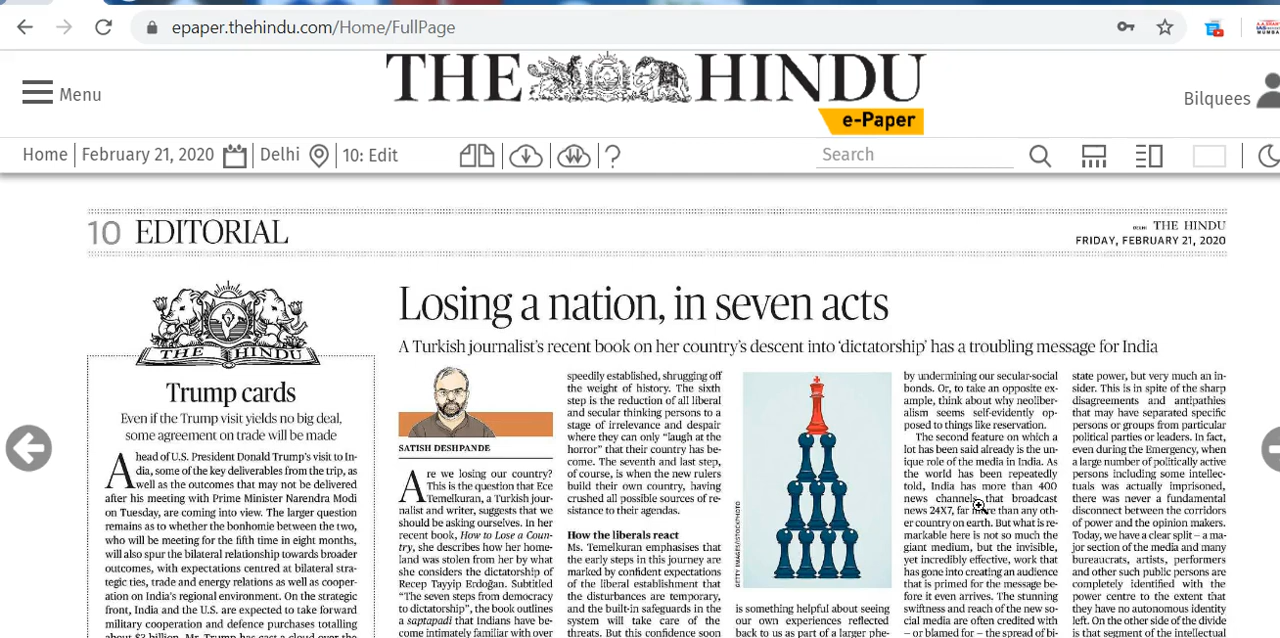 epaper.thehindu.com/Home/FullPage
Menu
THE HINDU
e-Paper
Bilquees
Home
February 21, 2020
Delhi
10: Edit
?
Search
10 EDITORIAL
THE HINDU
FRIDAY, FEBRUARY 21, 2020
THE HINDU
Trump cards
Even if the Trump visit yields no big deal,
some agreement on trade will be made
Ahead of U.S. President Donald Trump's visit to In-
dia, some of the key deliverables from the trip, as
well as the outcomes that may not be delivered
after his meeting with Prime Minister Narendra Modi
on Tuesday, are coming into view. The larger question
remains as to whether the bonhomie between the two,
who will be meeting for the fifth time in eight months,
will also spur the bilateral relationship towards broader
outcomes, with expectations centred at bilateral stra-
tegic ties, trade and energy relations as well as cooper-
ation on India's regional environment. On the strategic
front, India and the U.S. are expected to take forward
military cooperation and defence purchases totalling
about $3 billion. Mr. Trump has cast a cloud over the
Losing a nation, in seven acts
A Turkish journalist's recent book on her country's descent into 'dictatorship' has a troubling message for India
SATISH DESHPANDE
Are we losing our country?
This is the question that Ece
Temelkuran, a Turkish jour-
nalist and writer, suggests that we
should be asking ourselves. In her
recent book, How to Lose a Coun-
try, she describes how her home-
land was stolen from her by what
she considers the dictatorship of
Recep Tayyip Erdoğan. Subtitled
"The seven steps from democracy
to dictatorship", the book outlines
a saptapadi that Indians have be-
come intimately familiar with over
speedily established, shrugging off
the weight of history. The sixth
step is the reduction of all liberal
and secular thinking persons to a
stage of irrelevance and despair
where they can only "laugh at the
horror" that their country has be-
come. The seventh and last step,
of course, is when the new rulers
build their own country, having
crushed all possible sources of re-
sistance to their agendas.
How the liberals react
Ms. Temelkuran emphasises that
the early steps in this journey are
marked by confident expectations
of the liberal establishment that
the disturbances are temporary,
and the built-in safeguards in the
system will take care of the
threats. But this confidence soon
GETTY IMAGES/ISTOCKPHOTO
is something helpful about seeing
our own experiences reflected
back to us as part of a larger phe-
by undermining our secular-social
bonds. Or, to take an opposite ex-
ample, think about why neoliber-
alism seems self-evidently op-
posed to things like reservation.
The second feature on which a
lot has been said already is the un-
ique role of the media in India. As
the world has been repeatedly
told, India has more than 400
news channels that broadcast
news 24X7, far more than any oth-
er country on earth. But what is re-
markable here is not so much the
giant medium, but the invisible,
yet incredibly effective, work that
has gone into creating an audience
that is primed for the message be-
fore it even arrives. The stunning
swiftness and reach of the new so-
cial media are often credited with
– or blamed for – the spread of bi-
state power, but very much an in-
sider. This is in spite of the sharp
disagreements and antipathies
that may have separated specific
persons or groups from particular
political parties or leaders. In fact,
even during the Emergency, when
a large number of politically active
persons including some intellec-
tuals was actually imprisoned,
there was never a fundamental
disconnect between the corridors
of power and the opinion makers.
Today, we have a clear split – a ma-
jor section of the media and many
bureaucrats, artists, performers
and other such public persons are
completely identified with the
power centre to the extent that
they have no autonomous identity
left. On the other side of the divide
is that segment of the intel-